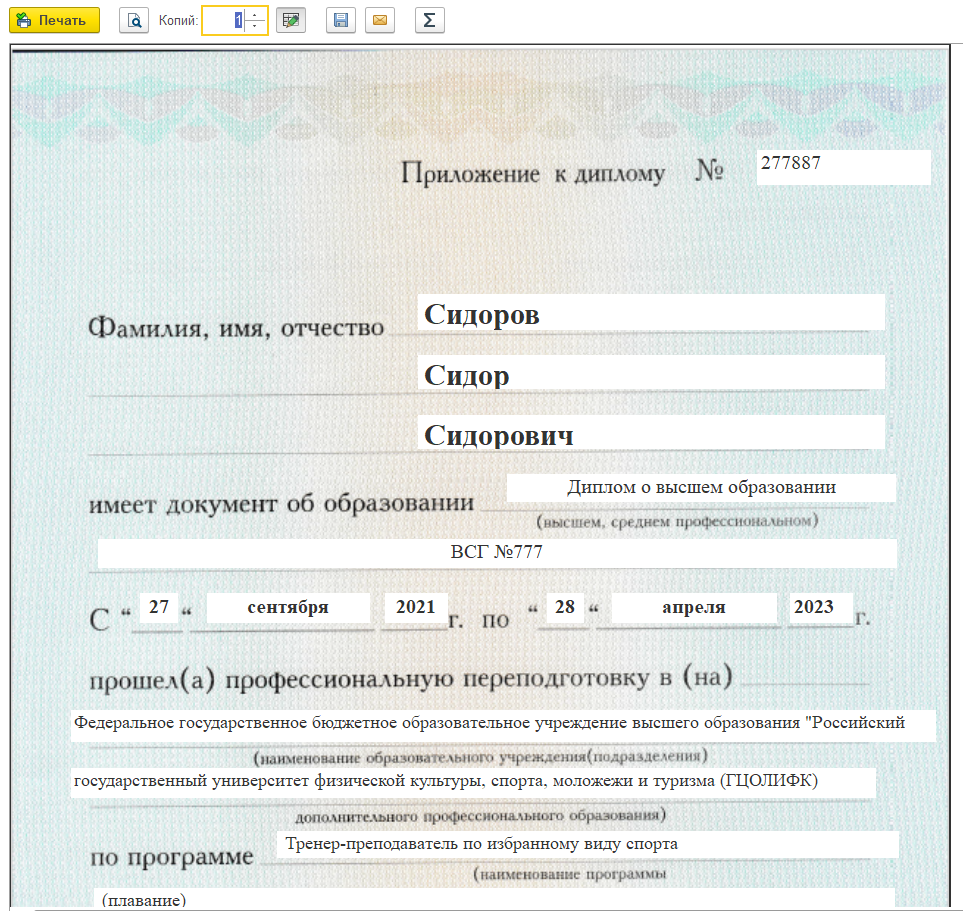 Печать Копий: 1 Σ
Приложение к диплому № 277887
Фамилия, имя, отчество Сидоров
Сидор
Сидорович
имеет документ об образовании Диплом о высшем образовании
(высшем, среднем профессиональном)
ВСГ №777
С “ 27 “ сентября 2021 г. по “ 28 “ апреля 2023 г.
прошел(а) профессиональную переподготовку в (на)
Федеральное государственное бюджетное образовательное учреждение высшего образования "Российский
(наименование образовательного учреждения(подразделения)
государственный университет физической культуры, спорта, моложежи и туризма (ГЦОЛИФК)
дополнительного профессионального образования)
по программе Тренер-преподаватель по избранному виду спорта
(наименование программы
(плавание)